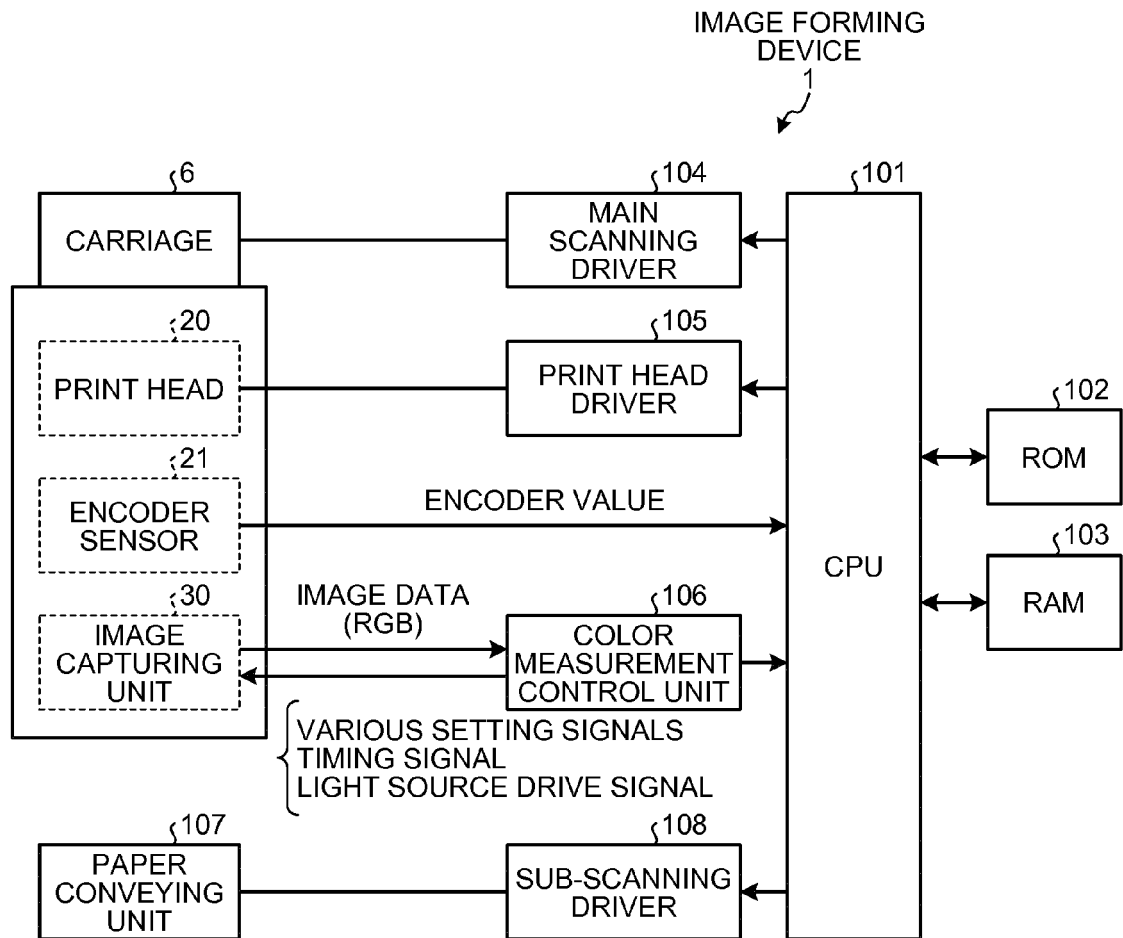 IMAGE FORMING
DEVICE
1
6
CARRIAGE
104
MAIN
SCANNING
DRIVER
101
CPU
20
PRINT HEAD
105
PRINT HEAD
DRIVER
102
ROM
21
ENCODER
SENSOR
ENCODER VALUE
103
RAM
30
IMAGE
CAPTURING
UNIT
IMAGE DATA
(RGB)
106
COLOR
MEASUREMENT
CONTROL UNIT
VARIOUS SETTING SIGNALS
TIMING SIGNAL
LIGHT SOURCE DRIVE SIGNAL
107
PAPER
CONVEYING
UNIT
108
SUB-SCANNING
DRIVER